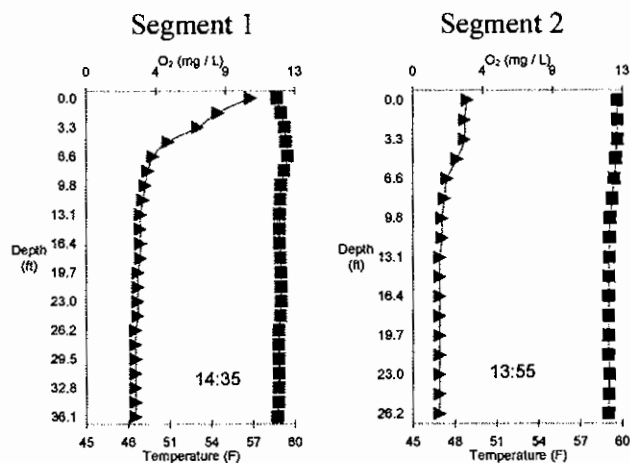 Segment 1
O₂ (mg / L)
0 4 9 13
0.0
3.3
6.6
9.8
13.1
16.4
19.7
23.0
26.2
29.5
32.8
36.1
Depth
(ft)
14:35
45 48 51 54 57 60
Temperature (F)
Segment 2
O₂ (mg / L)
0 4 9 13
0.0
3.3
6.6
9.8
13.1
16.4
19.7
23.0
26.2
Depth
(ft)
13:55
45 48 51 54 57 60
Temperature (F)